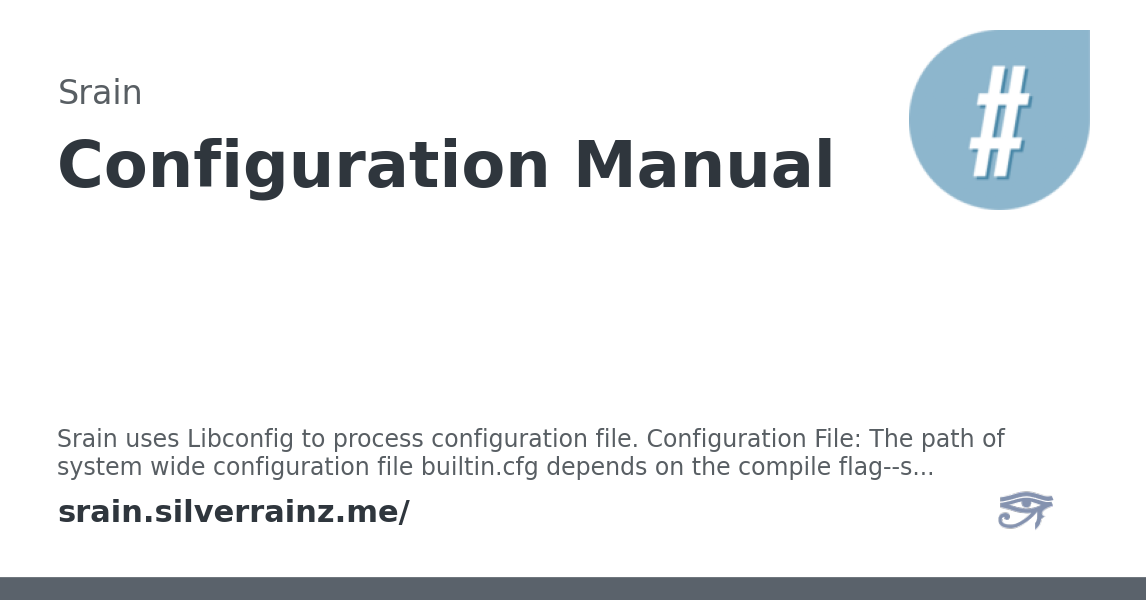 Srain
#
Configuration Manual
Srain uses Libconfig to process configuration file. Configuration File: The path of
system wide configuration file builtin.cfg depends on the compile flag--s...
srain.silverrainz.me/